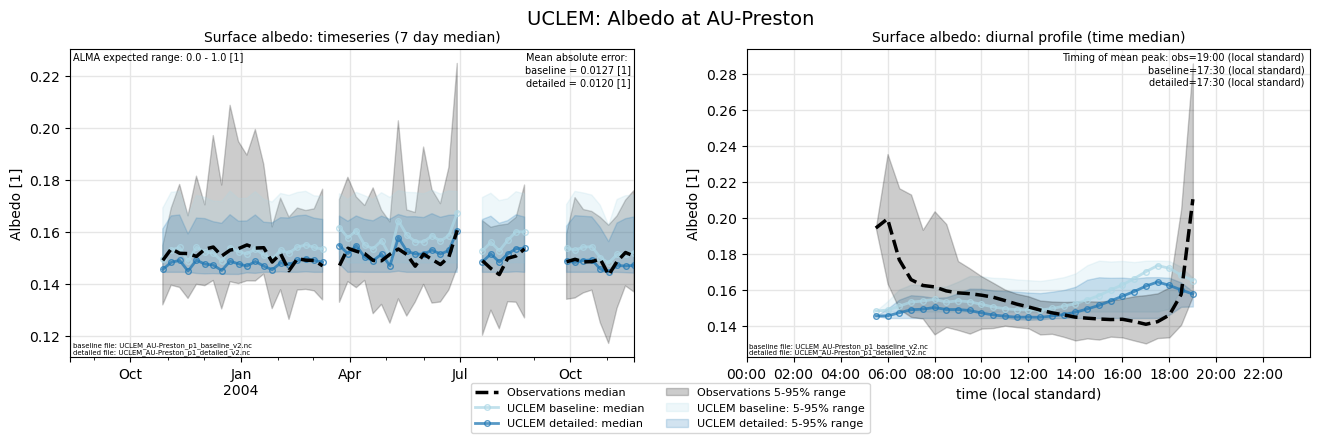 UCLEM: Albedo at AU-Preston
Surface albedo: timeseries (7 day median)
ALMA expected range: 0.0 - 1.0 [1]
Mean absolute error:
baseline = 0.0127 [1]
detailed = 0.0120 [1]
Albedo [1]
0.22
0.20
0.18
0.16
0.14
0.12
baseline file: UCLEM_AU-Preston_p1_baseline_v2.nc
detailed file: UCLEM_AU-Preston_p1_detailed_v2.nc
Oct Jan Apr Jul Oct
2004
Surface albedo: diurnal profile (time median)
Timing of mean peak: obs=19:00 (local standard)
baseline=17:30 (local standard)
detailed=17:30 (local standard)
Albedo [1]
0.28
0.26
0.24
0.22
0.20
0.18
0.16
0.14
baseline file: UCLEM_AU-Preston_p1_baseline_v2.nc
detailed file: UCLEM_AU-Preston_p1_detailed_v2.nc
00:00 02:00 04:00 06:00 08:00 10:00 12:00 14:00 16:00 18:00 20:00 22:00
time (local standard)
Observations median
UCLEM baseline: median
UCLEM detailed: median
Observations 5-95% range
UCLEM baseline: 5-95% range
UCLEM detailed: 5-95% range